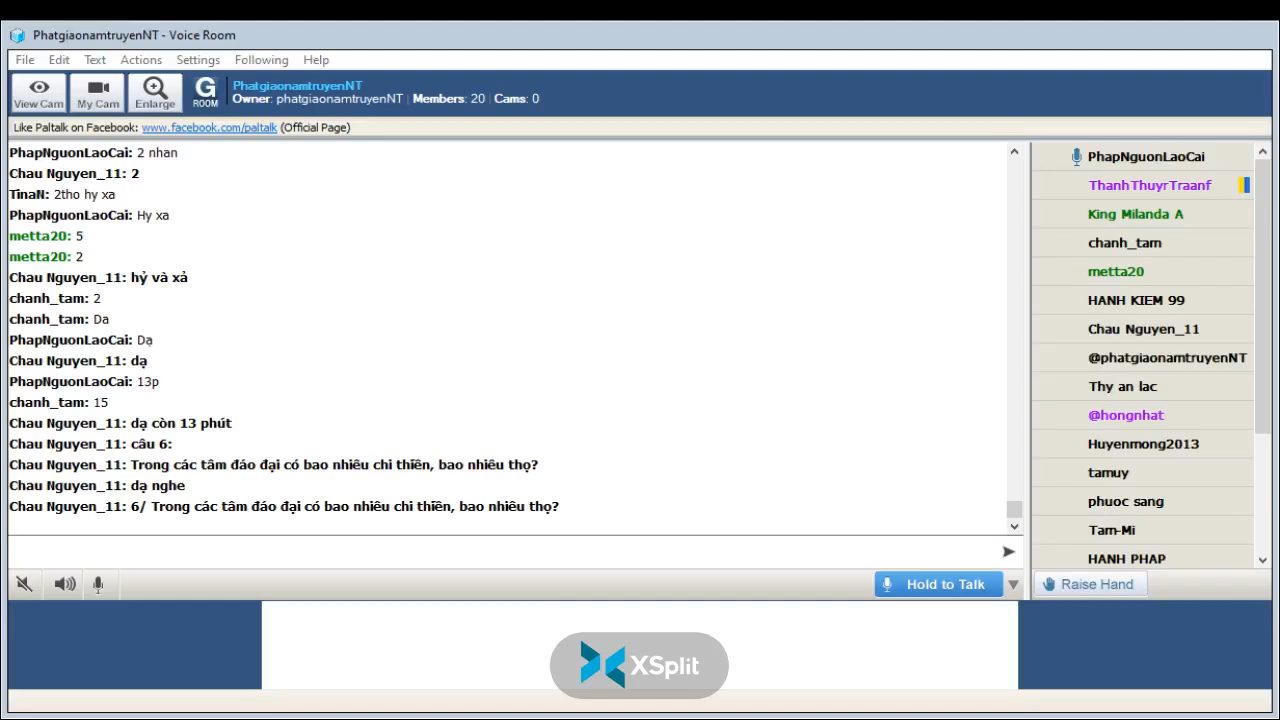 PhatgiaonamtruyenNT - Voice Room
File Edit Text Actions Settings Following Help
View Cam
My Cam
Enlarge
G ROOM
PhatgiaonamtruyenNT
Owner: phatgiaonamtruyenNT | Members: 20 | Cams: 0
Like Paltalk on Facebook: www.facebook.com/paltalk (Official Page)
PhapNguonLaoCai: 2 nhan
Chau Nguyen_11: 2
TinaN: 2tho hy xa
PhapNguonLaoCai: Hy xa
metta20: 5
metta20: 2
Chau Nguyen_11: hỷ và xả
chanh_tam: 2
chanh_tam: Da
PhapNguonLaoCai: Dạ
Chau Nguyen_11: dạ
PhapNguonLaoCai: 13p
chanh_tam: 15
Chau Nguyen_11: dạ còn 13 phút
Chau Nguyen_11: câu 6:
Chau Nguyen_11: Trong các tâm đáo đại có bao nhiêu chi thiền, bao nhiêu thọ?
Chau Nguyen_11: dạ nghe
Chau Nguyen_11: 6/ Trong các tâm đáo đại có bao nhiêu chi thiền, bao nhiêu thọ?
PhapNguonLaoCai
ThanhThuyrTraanf
King Milanda A
chanh_tam
metta20
HANH KIEM 99
Chau Nguyen_11
@phatgiaonamtruyenNT
Thy an lac
@hongnhat
Huyenmong2013
tamuy
phuoc sang
Tam-Mi
HANH PHAP
Hold to Talk
Raise Hand
XSplit